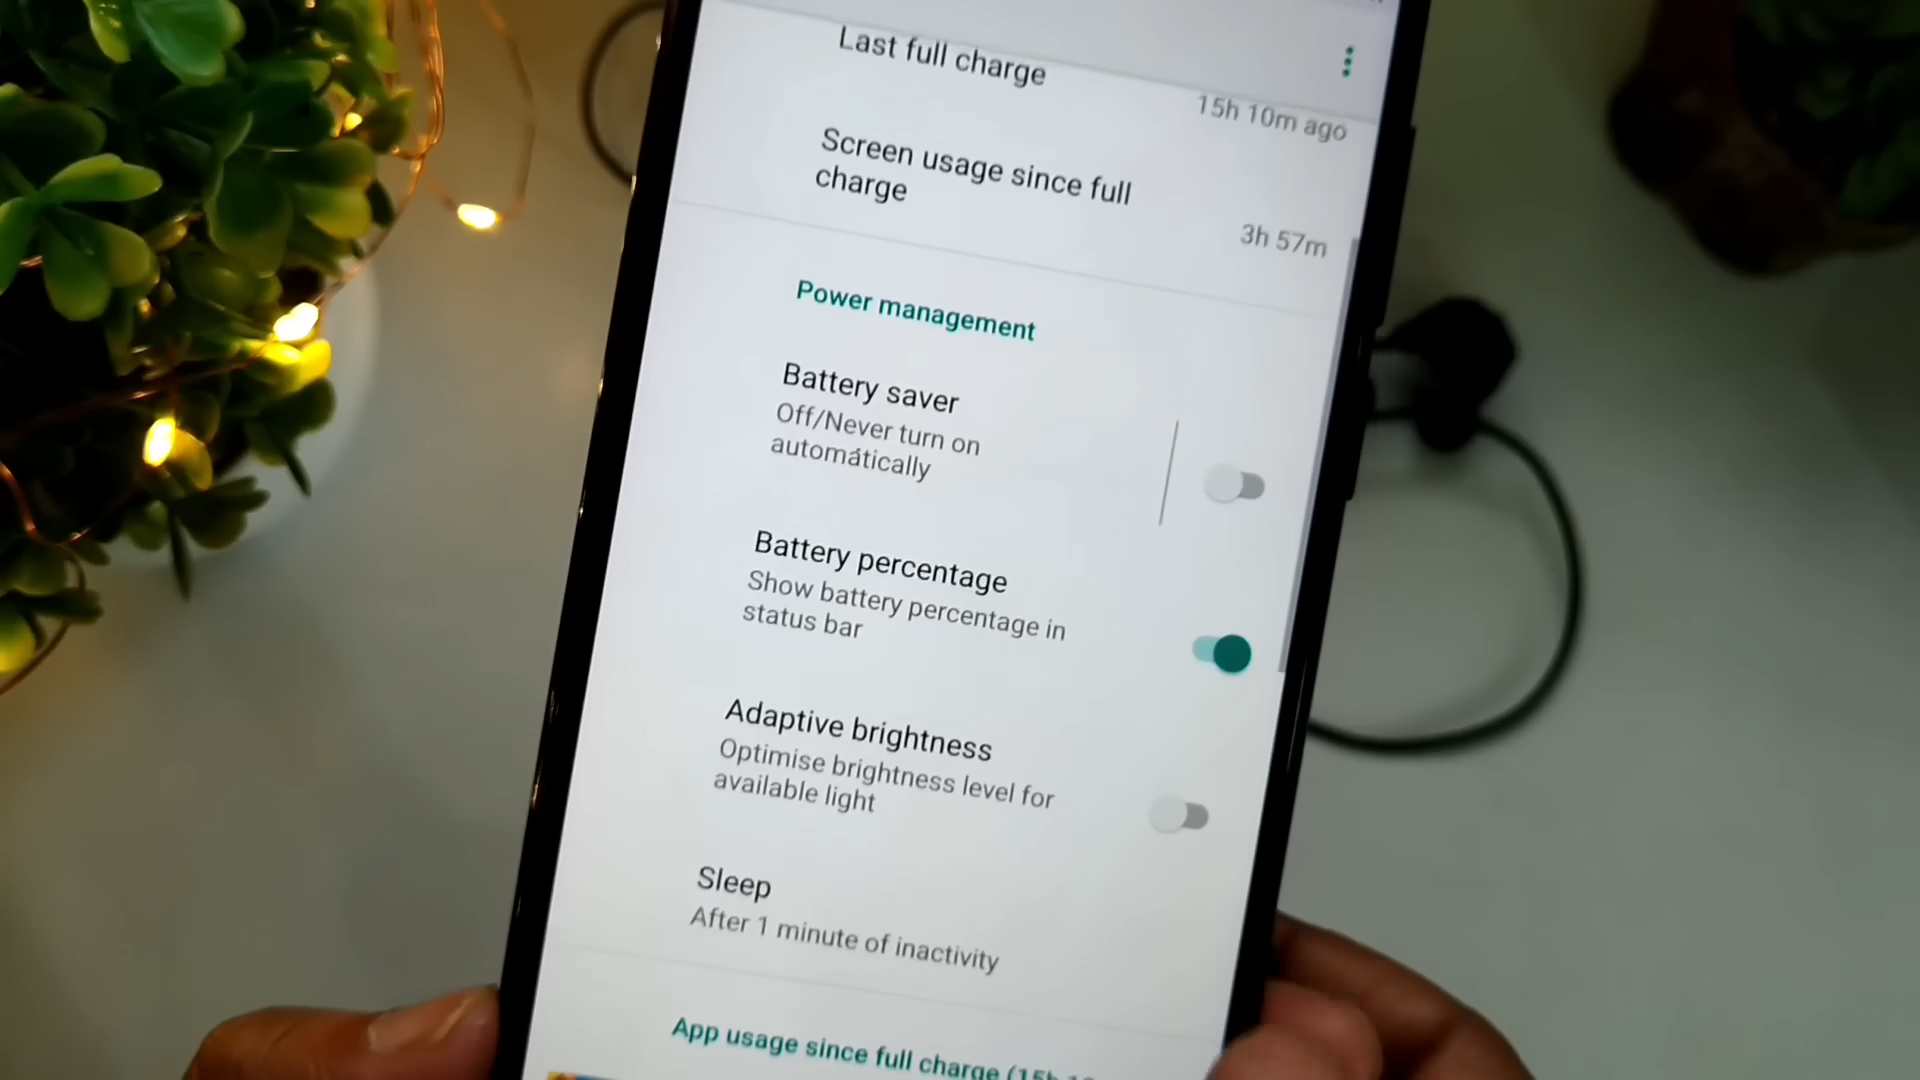 Last full charge
15h 10m ago
Screen usage since full
charge
3h 57m
Power management
Battery saver
Off/Never turn on
automátically
Battery percentage
Show battery percentage in
status bar
Adaptive brightness
Optimise brightness level for
available light
Sleep
After 1 minute of inactivity
App usage since full charge (15h